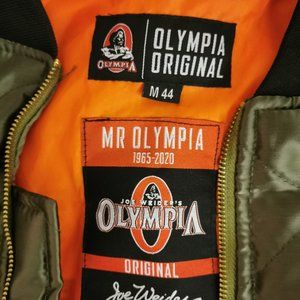 OLYMPIA
OLYMPIA
ORIGINAL
M 44
MR OLYMPIA
1965-2020
JOE WEIDER'S
OLYMPIA
ORIGINAL
Joe Weider